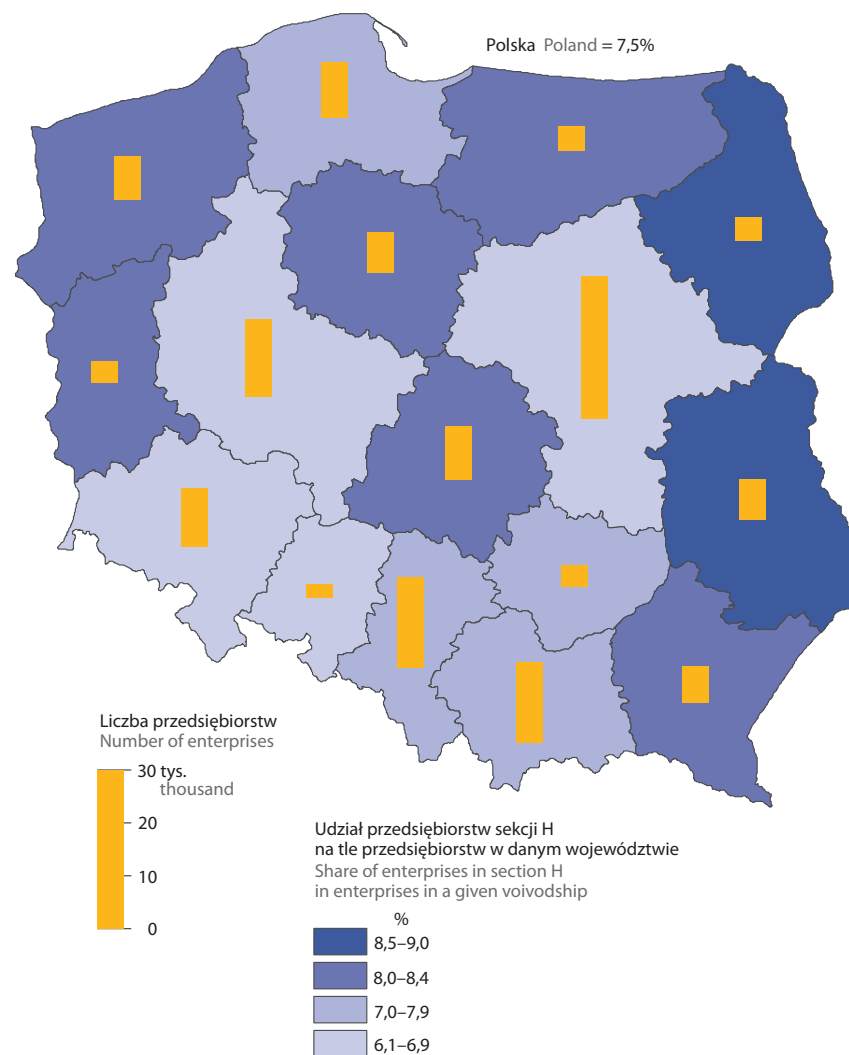 Polska Poland = 7,5%
Liczba przedsiębiorstw
Number of enterprises
30 tys.
thousand
20
10
0
Udział przedsiębiorstw sekcji H
na tle przedsiębiorstw w danym województwie
Share of enterprises in section H
in enterprises in a given voivodship
%
8,5–9,0
8,0–8,4
7,0–7,9
6,1–6,9